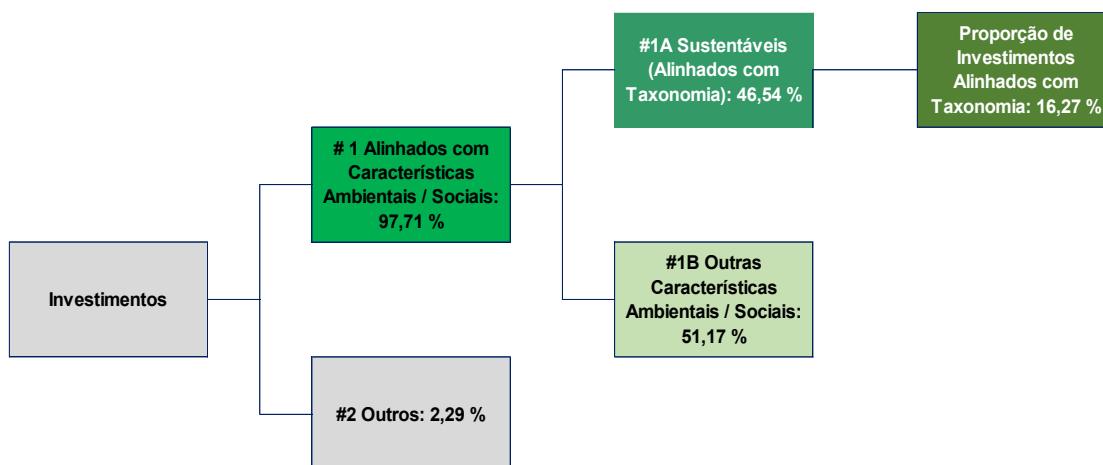 #1A Sustentáveis
(Alinhados com
Taxonomia): 46,54 %
Proporção de
Investimentos
Alinhados com
Taxonomia: 16,27 %
# 1 Alinhados com
Características
Ambientais / Sociais:
97,71 %
Investimentos
#1B Outras
Características
Ambientais / Sociais:
51,17 %
#2 Outros: 2,29 %